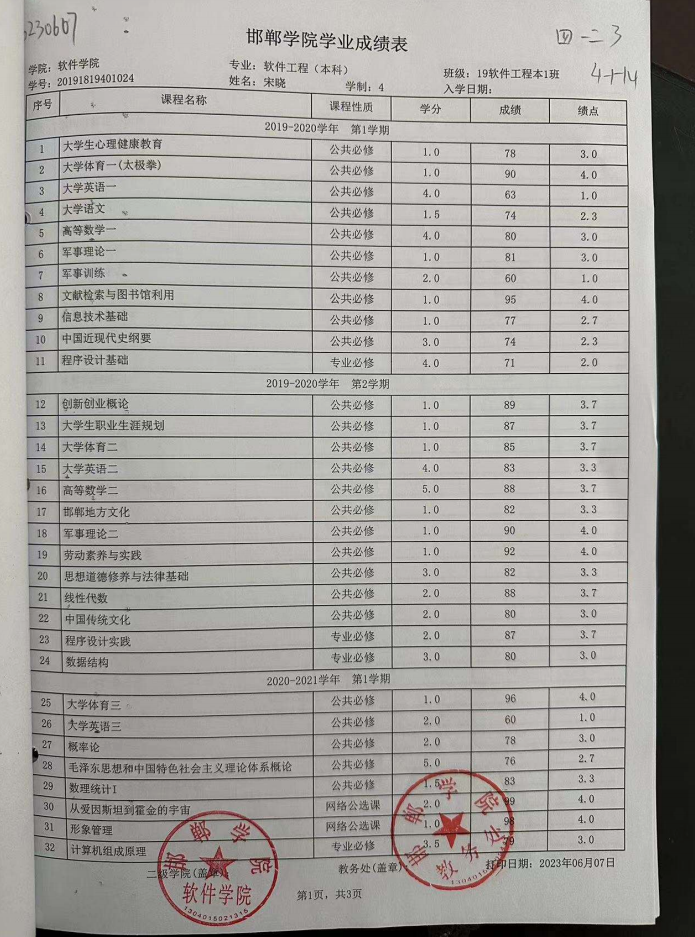 230607
四-二3
4-1-14
邯郸学院学业成绩表
学院: 软件学院 专业: 软件工程（本科） 班级: 19软件工程本1班
学号: 20191819401024 姓名: 宋晓 学制: 4 入学日期:
序号 课程名称 课程性质 学分 成绩 绩点
2019-2020学年 第1学期
1 大学生心理健康教育 公共必修 1.0 78 3.0
2 大学体育一(太极拳) 公共必修 1.0 90 4.0
3 大学英语一 公共必修 4.0 63 1.0
4 大学语文 公共必修 1.5 74 2.3
5 高等数学一 公共必修 4.0 80 3.0
6 军事理论一 公共必修 1.0 81 3.0
7 军事训练 公共必修 2.0 60 1.0
8 文献检索与图书馆利用 公共必修 1.0 95 4.0
9 信息技术基础 公共必修 1.0 77 2.7
10 中国近现代史纲要 公共必修 3.0 74 2.3
11 程序设计基础 专业必修 4.0 71 2.0
2019-2020学年 第2学期
12 创新创业概论 公共必修 1.0 89 3.7
13 大学生职业生涯规划 公共必修 1.0 87 3.7
14 大学体育二 公共必修 1.0 85 3.7
15 大学英语二 公共必修 4.0 83 3.3
16 高等数学二 公共必修 5.0 88 3.7
17 邯郸地方文化 公共必修 1.0 82 3.3
18 军事理论二 公共必修 1.0 90 4.0
19 劳动素养与实践 公共必修 1.0 92 4.0
20 思想道德修养与法律基础 公共必修 3.0 82 3.3
21 线性代数 公共必修 2.0 88 3.7
22 中国传统文化 公共必修 2.0 80 3.0
23 程序设计实践 专业必修 2.0 87 3.7
24 数据结构 专业必修 3.0 80 3.0
2020-2021学年 第1学期
25 大学体育三 公共必修 1.0 96 4.0
26 大学英语三 公共必修 2.0 60 1.0
27 概率论 公共必修 2.0 78 3.0
28 毛泽东思想和中国特色社会主义理论体系概论 公共必修 5.0 76 2.7
29 数理统计I 公共必修 1.5 83 3.3
30 从爱因斯坦到霍金的宇宙 网络公选课 2.0 99 4.0
31 形象管理 网络公选课 1.0 98 4.0
32 计算机组成原理 专业必修 3.5 79 3.0
二级学院(盖章) 教务处(盖章) 打印日期: 2023年06月07日
邯郸学院
软件学院
1304015021315
邯郸学院
教务处
第1页, 共3页